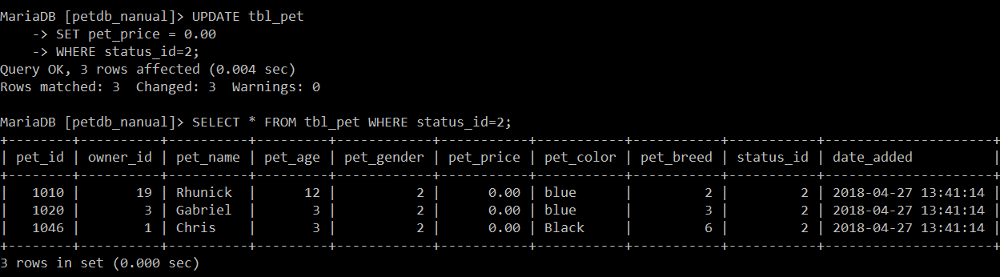 MariaDB [petdb_nanual]> UPDATE tbl_pet
    -> SET pet_price = 0.00
    -> WHERE status_id=2;
Query OK, 3 rows affected (0.004 sec)
Rows matched: 3  Changed: 3  Warnings: 0

MariaDB [petdb_nanual]> SELECT * FROM tbl_pet WHERE status_id=2;
+--------+----------+----------+---------+------------+-----------+-----------+-----------+-----------+---------------------+
| pet_id | owner_id | pet_name | pet_age | pet_gender | pet_price | pet_color | pet_breed | status_id | date_added          |
+--------+----------+----------+---------+------------+-----------+-----------+-----------+-----------+---------------------+
|   1010 |       19 | Rhunick  |      12 |          2 |      0.00 | blue      |         2 |         2 | 2018-04-27 13:41:14 |
|   1020 |        3 | Gabriel  |       3 |          2 |      0.00 | blue      |         3 |         2 | 2018-04-27 13:41:14 |
|   1046 |        1 | Chris    |       3 |          2 |      0.00 | Black     |         6 |         2 | 2018-04-27 13:41:14 |
+--------+----------+----------+---------+------------+-----------+-----------+-----------+-----------+---------------------+
3 rows in set (0.000 sec)